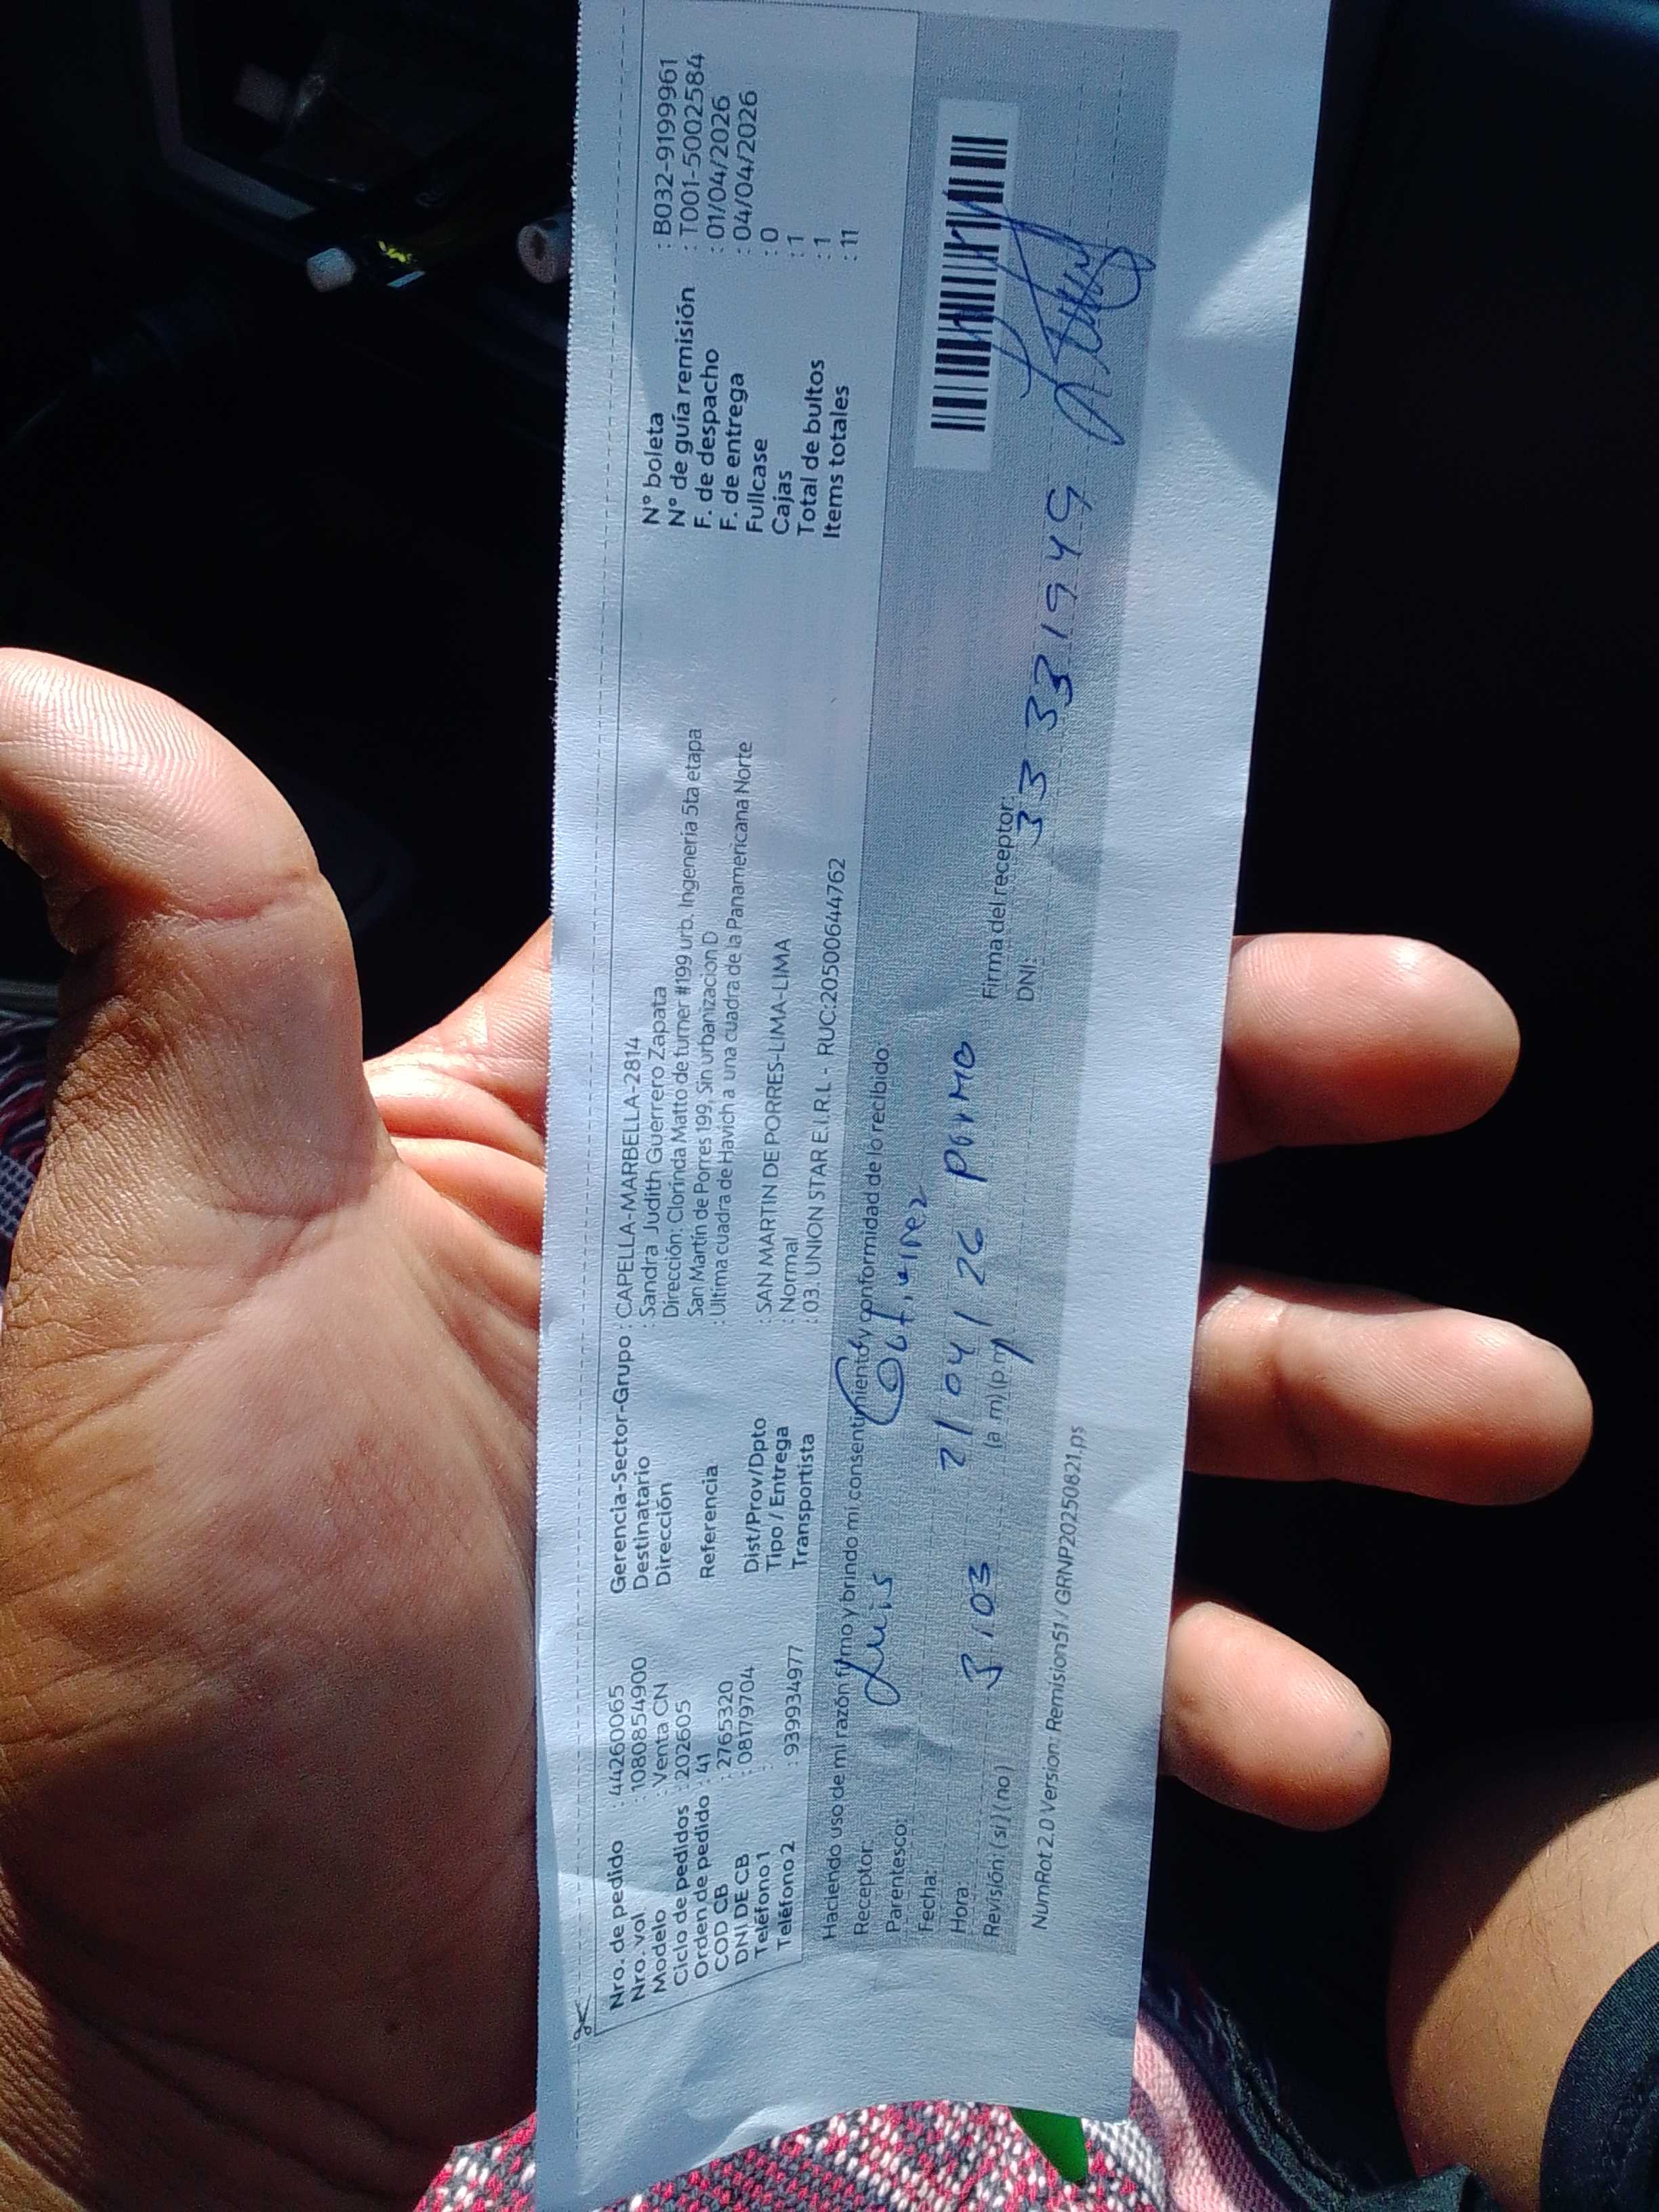 Nro. de pedido : 44260065
Nro. vol : 1080854900
Modelo : Venta CN
Ciclo de pedidos : 202605
Orden de pedido : 41
COD CB : 2765320
DNI DE CB : 08179704
Teléfono 1 :
Teléfono 2 : 939934977
Gerencia-Sector-Grupo : CAPELLA-MARBELLA-2814
Destinatario : Sandra Judith Guerrero Zapata
Dirección : Dirección: Clorinda Matto de turner #199 urb. Ingeneria 5ta etapa
San Martin de Porres 199, Sin urbanizacion D
Referencia : Ultima cuadra de Havich a una cuadra de la Panamericana Norte
Dist/Prov/Dpto : SAN MARTIN DE PORRES-LIMA-LIMA
Tipo / Entrega : Normal
Transportista : 03. UNION STAR E.I.R.L - RUC:20500644762
N° boleta : B032-9199961
N° de guía remisión : T001-5002584
F. de despacho : 01/04/2026
F. de entrega : 04/04/2026
Fullcase : 0
Cajas : 1
Total de bultos : 1
Items totales : 11
Haciendo uso de mi razón firmo y brindo mi consentimiento y conformidad de lo recibido:
Receptor: Luis
Parentesco:
Fecha: 21 04 / 26
Hora: 3:03 (a m) (p m)
Revisión: ( si ) ( no )
Firma del receptor:
DNI: 33331949
NumRot 2.0 Version: Remision51 / GRNP20250821.ps